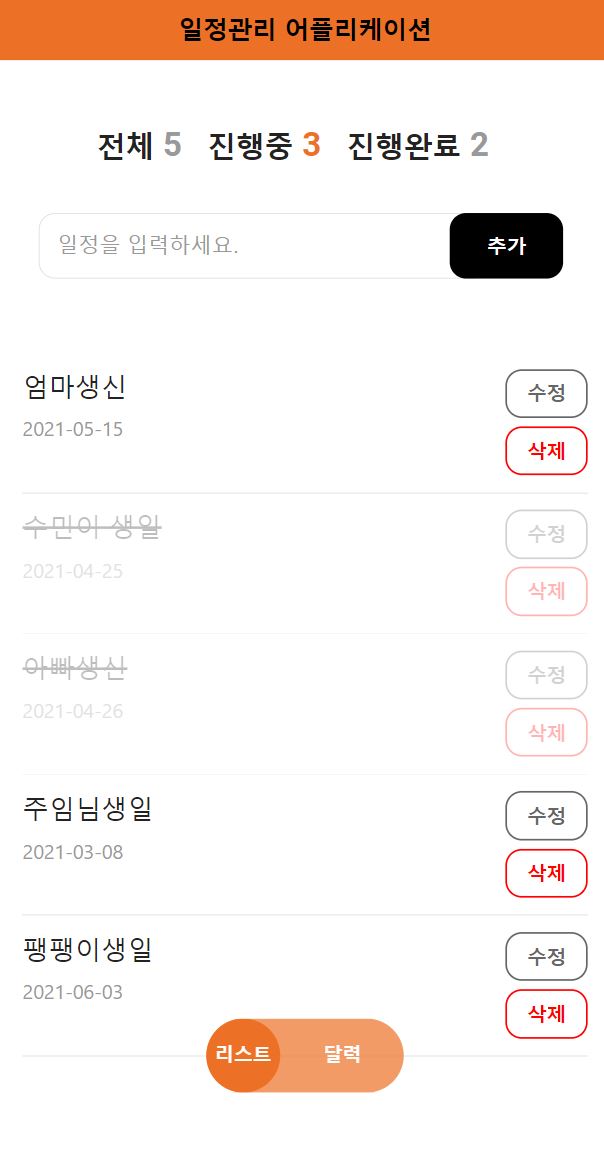 일정관리 어플리케이션
전체 5 진행중 3 진행완료 2
일정을 입력하세요. 추가
엄마생신
수정
2021-05-15
삭제
수민이 생일
수정
2021-04-25
삭제
아빠생신
수정
2021-04-26
삭제
주임님생일
수정
2021-03-08
삭제
팽팽이생일
수정
2021-06-03
삭제
리스트 달력